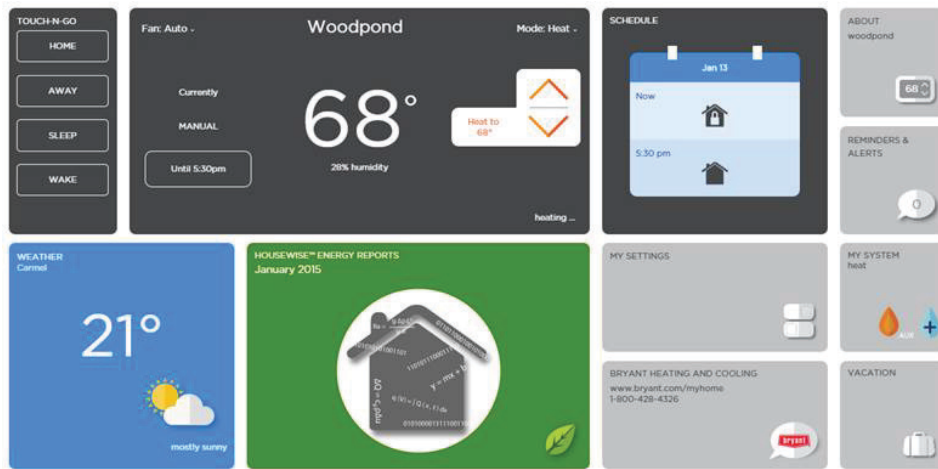 TOUCH-N-GO
HOME
AWAY
SLEEP
WAKE
Fan: Auto
Woodpond
Mode: Heat
Currently
MANUAL
Until 5:30pm
68°
28% humidity
Heat to
68°
heating ...
SCHEDULE
Jan 13
Now
5:30 pm
ABOUT
woodpond
68
REMINDERS &
ALERTS
0
WEATHER
Carmel
21°
mostly sunny
HOUSEWISE™ ENERGY REPORTS
January 2015
110101110001
y = mx + b
0101000013111001
MY SETTINGS
BRYANT HEATING AND COOLING
www.bryant.com/myhome
1-800-428-4326
bryant
MY SYSTEM
heat
AUX
+
VACATION